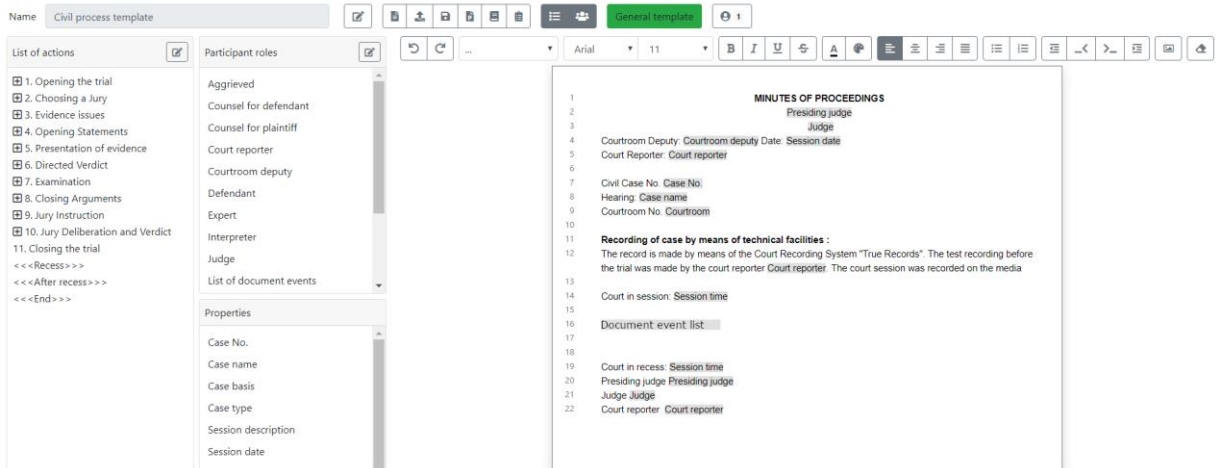 Name Civil process template General template 1
List of actions
1. Opening the trial
2. Choosing a Jury
3. Evidence issues
4. Opening Statements
5. Presentation of evidence
6. Directed Verdict
7. Examination
8. Closing Arguments
9. Jury Instruction
10. Jury Deliberation and Verdict
11. Closing the trial
<<<Recess>>>
<<<After recess>>>
<<<End>>>
Participant roles
Aggrieved
Counsel for defendant
Counsel for plaintiff
Court reporter
Courtroom deputy
Defendant
Expert
Interpreter
Judge
List of document events
Properties
Case No.
Case name
Case basis
Case type
Session description
Session date
... Arial 11 B I U S A
1 MINUTES OF PROCEEDINGS
2 Presiding judge
3 Judge
4 Courtroom Deputy: Courtroom deputy Date: Session date
5 Court Reporter: Court reporter
6
7 Civil Case No. Case No.
8 Hearing: Case name
9 Courtroom No. Courtroom
10
11 Recording of case by means of technical facilities :
12 The record is made by means of the Court Recording System "True Records". The test recording before
the trial was made by the court reporter Court reporter. The court session was recorded on the media
13
14 Court in session: Session time
15
16 Document event list
17
18
19 Court in recess: Session time
20 Presiding judge Presiding judge
21 Judge Judge
22 Court reporter Court reporter